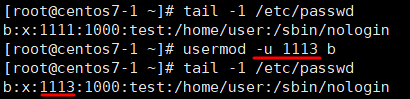 [root@centos7-1 ~]# tail -1 /etc/passwd
b:x:1111:1000:test:/home/user:/sbin/nologin
[root@centos7-1 ~]# usermod -u 1113 b
[root@centos7-1 ~]# tail -1 /etc/passwd
b:x:1113:1000:test:/home/user:/sbin/nologin